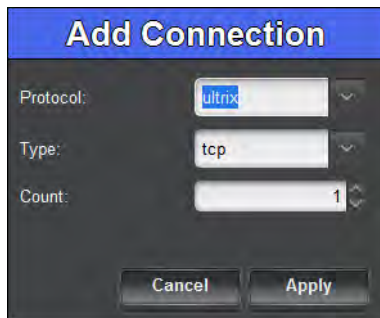 Add Connection
Protocol: ultrix
Type: tcp
Count: 1
Cancel Apply